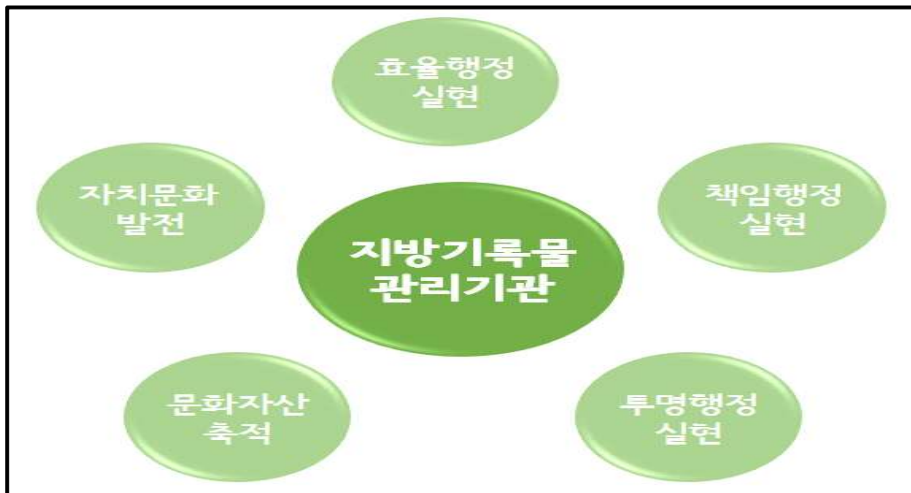 효율행정
실현
자치문화
발전
책임행정
실현
지방기록물
관리기관
문화자산
축적
투명행정
실현